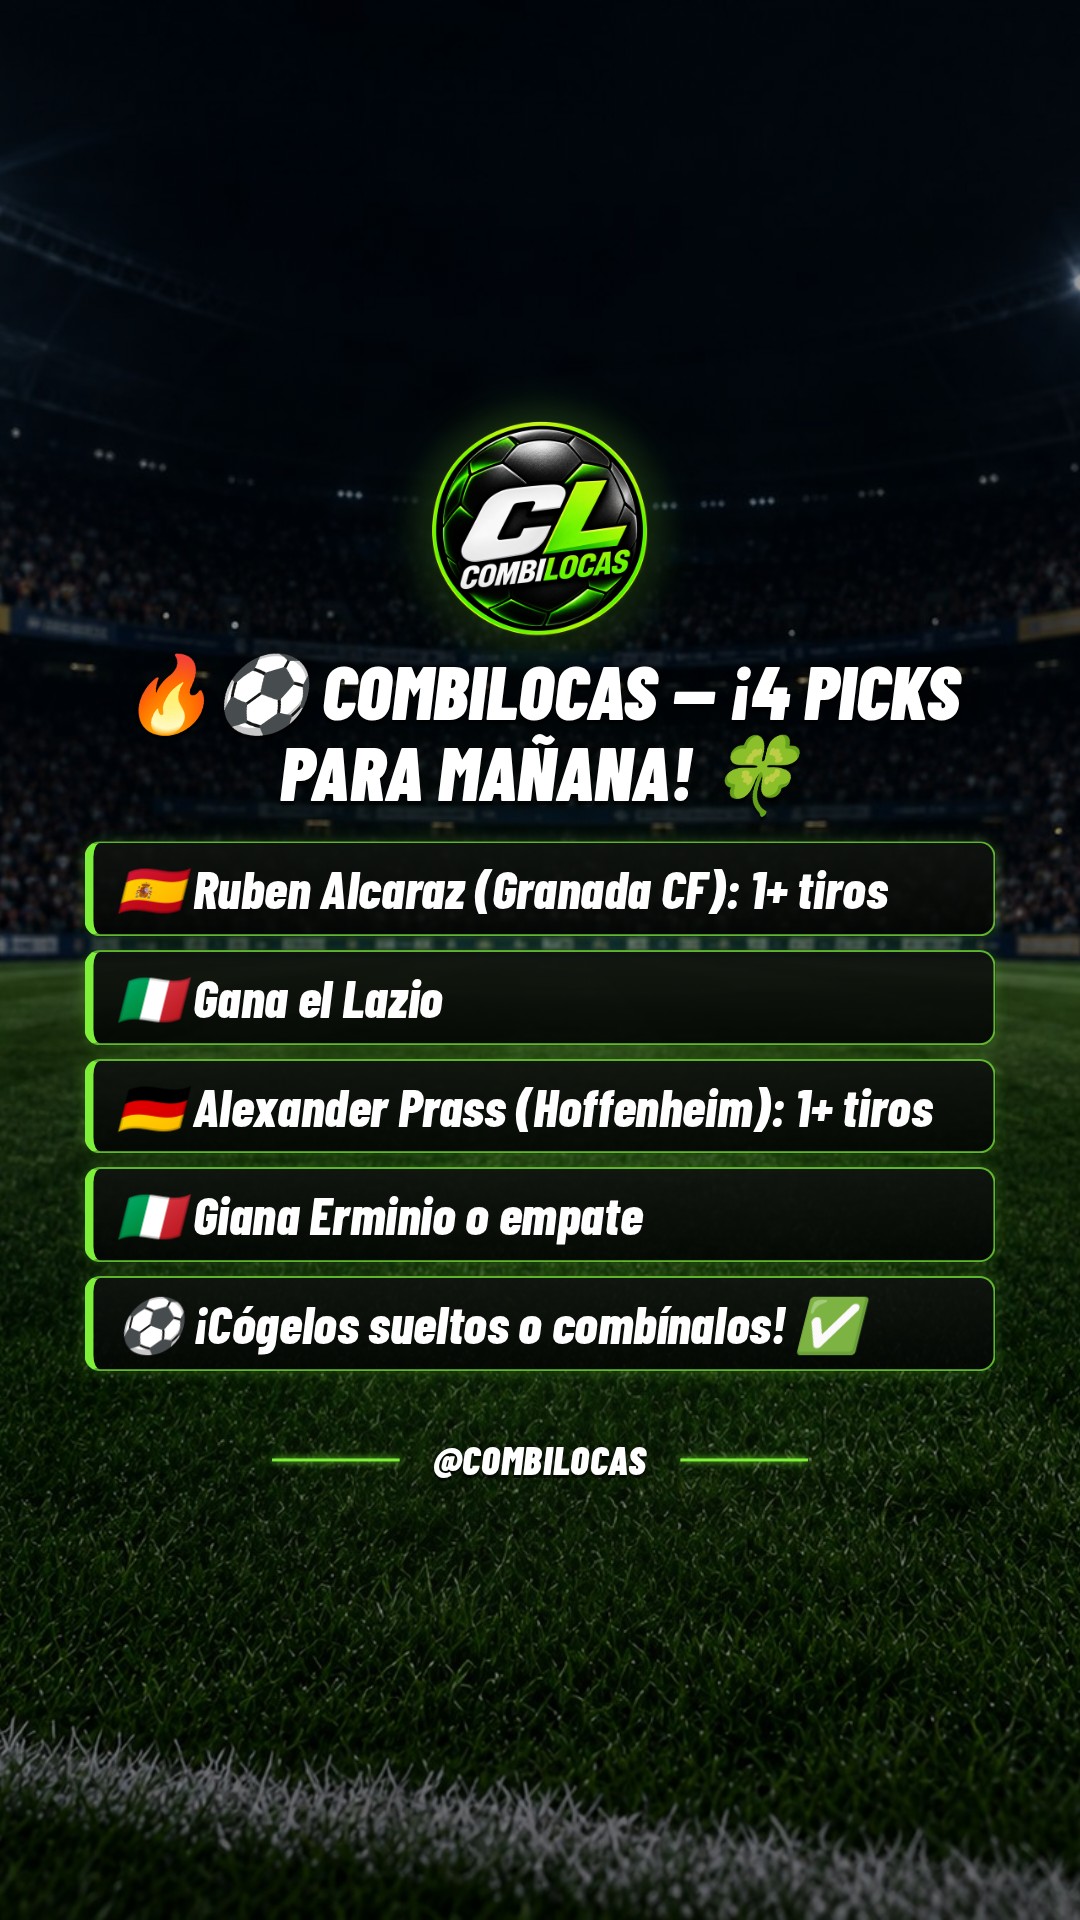 CL
COMBILOCAS
🔥⚽ COMBILOCAS – ¡4 PICKS
PARA MAÑANA! 🍀
🇪🇸 Ruben Alcaraz (Granada CF): 1+ tiros
🇮🇹 Gana el Lazio
🇩🇪 Alexander Prass (Hoffenheim): 1+ tiros
🇮🇹 Giana Erminio o empate
⚽ ¡Cógelos sueltos o combínalos! ✅
@COMBILOCAS